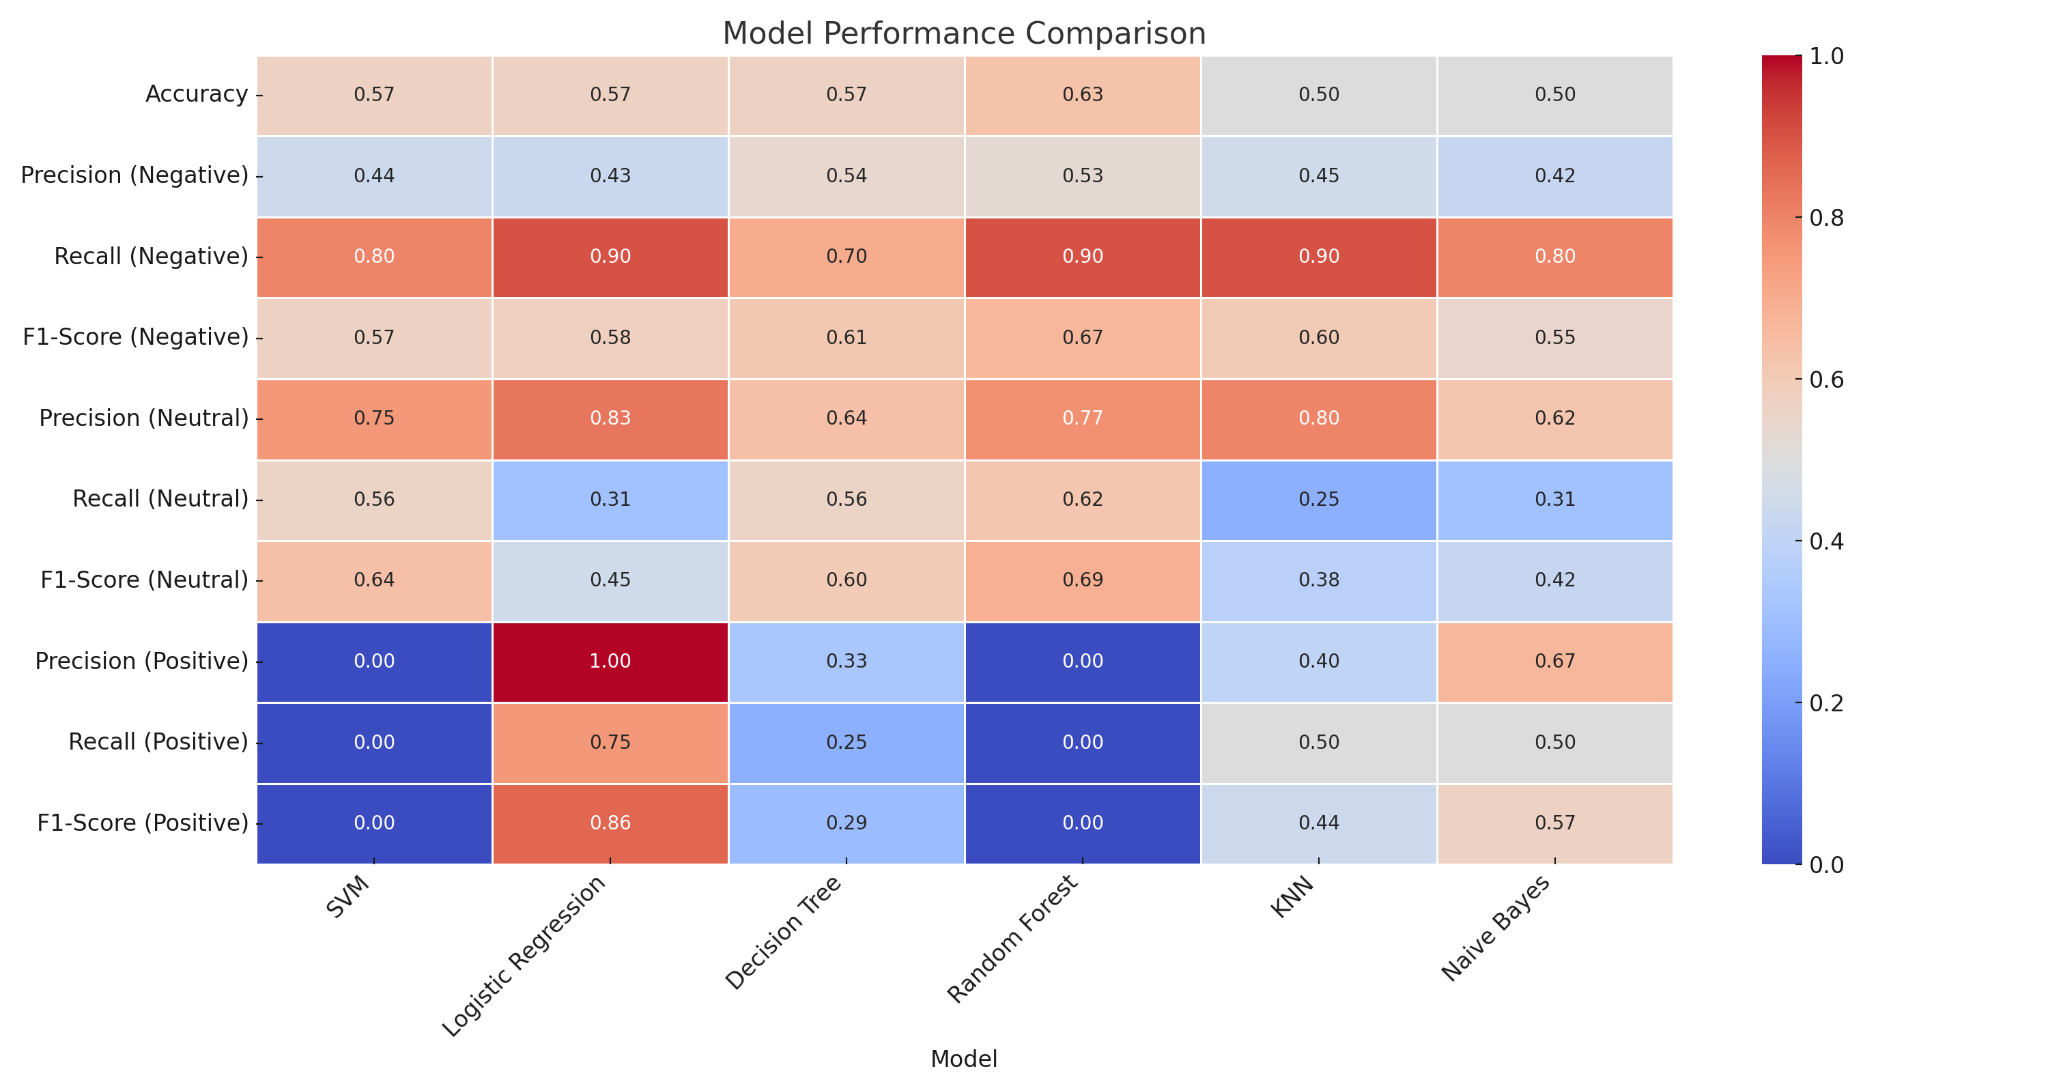 Model Performance Comparison
Accuracy 0.57 0.57 0.57 0.63 0.50 0.50
Precision (Negative) 0.44 0.43 0.54 0.53 0.45 0.42
Recall (Negative) 0.80 0.90 0.70 0.90 0.90 0.80
F1-Score (Negative) 0.57 0.58 0.61 0.67 0.60 0.55
Precision (Neutral) 0.75 0.83 0.64 0.77 0.80 0.62
Recall (Neutral) 0.56 0.31 0.56 0.62 0.25 0.31
F1-Score (Neutral) 0.64 0.45 0.60 0.69 0.38 0.42
Precision (Positive) 0.00 1.00 0.33 0.00 0.40 0.67
Recall (Positive) 0.00 0.75 0.25 0.00 0.50 0.50
F1-Score (Positive) 0.00 0.86 0.29 0.00 0.44 0.57
SVM
Logistic Regression
Decision Tree
Random Forest
KNN
Naive Bayes
Model
1.0
0.8
0.6
0.4
0.2
0.0